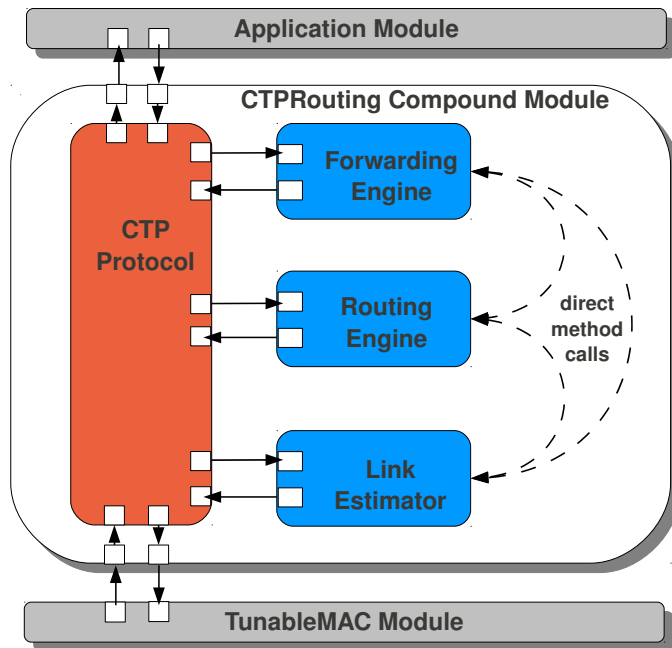 Application Module
CTPRouting Compound Module
Forwarding
Engine
CTP
Protocol
Routing
Engine
direct
method
calls
Link
Estimator
TunableMAC Module